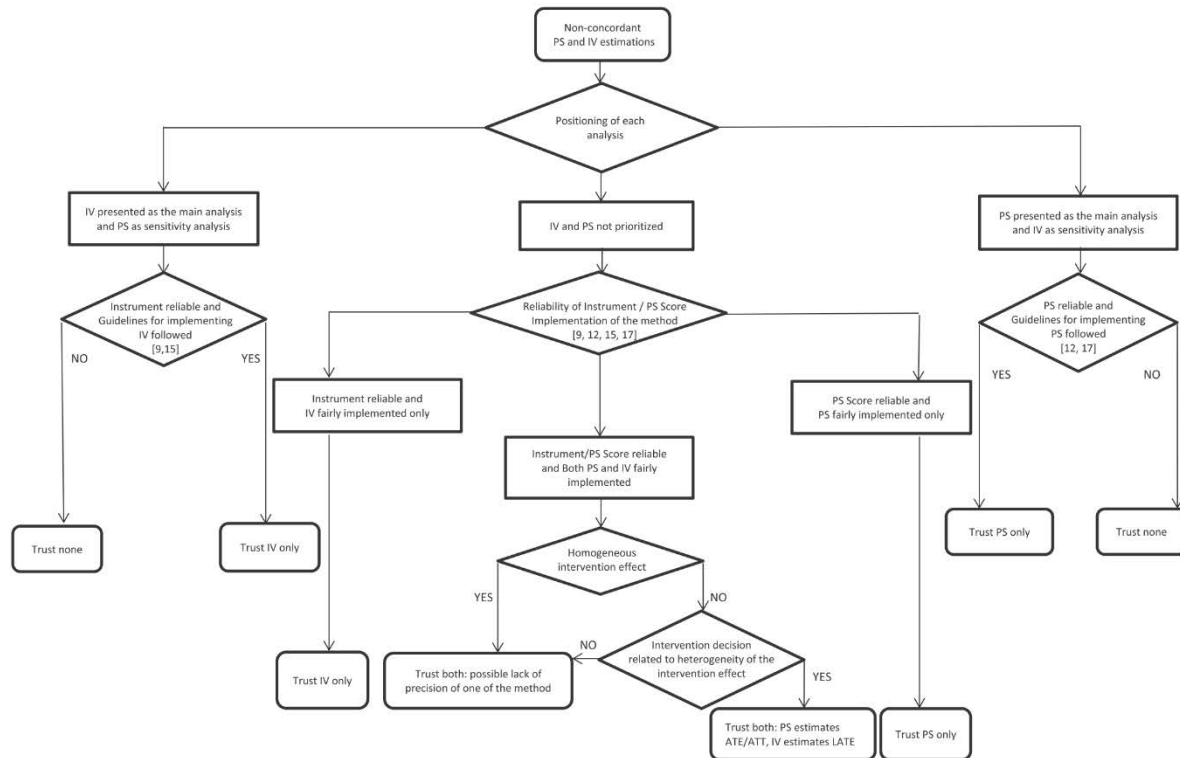 Non-concordant
PS and IV estimations
Positioning of each
analysis
IV presented as the main analysis
and PS as sensitivity analysis
IV and PS not prioritized
PS presented as the main analysis
and IV as sensitivity analysis
Instrument reliable and
Guidelines for implementing
IV followed
[9,15]
Reliability of Instrument / PS Score
Implementation of the method
[9, 12, 15, 17]
PS reliable and
Guidelines for implementing
PS followed
[12, 17]
NO
YES
YES
NO
Instrument reliable and
IV fairly implemented only
PS Score reliable and
PS fairly implemented only
Instrument/PS Score reliable
and Both PS and IV fairly
implemented
Trust none
Trust IV only
Trust PS only
Trust none
Homogeneous
intervention effect
YES
NO
Intervention decision
related to heterogeneity of the
intervention effect
NO
YES
Trust IV only
Trust both: possible lack of
precision of one of the method
Trust both: PS estimates
ATE/ATT, IV estimates LATE
Trust PS only